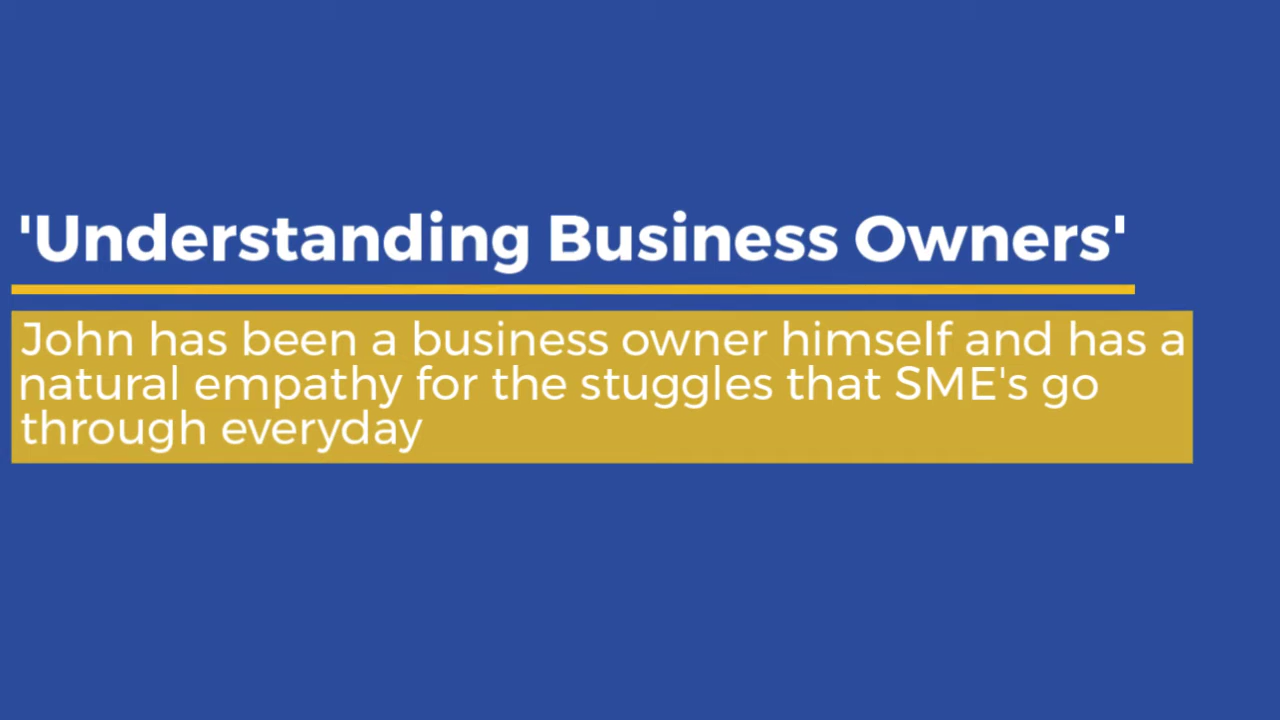 'Understanding Business Owners'
John has been a business owner himself and has a
natural empathy for the stuggles that SME's go
through everyday